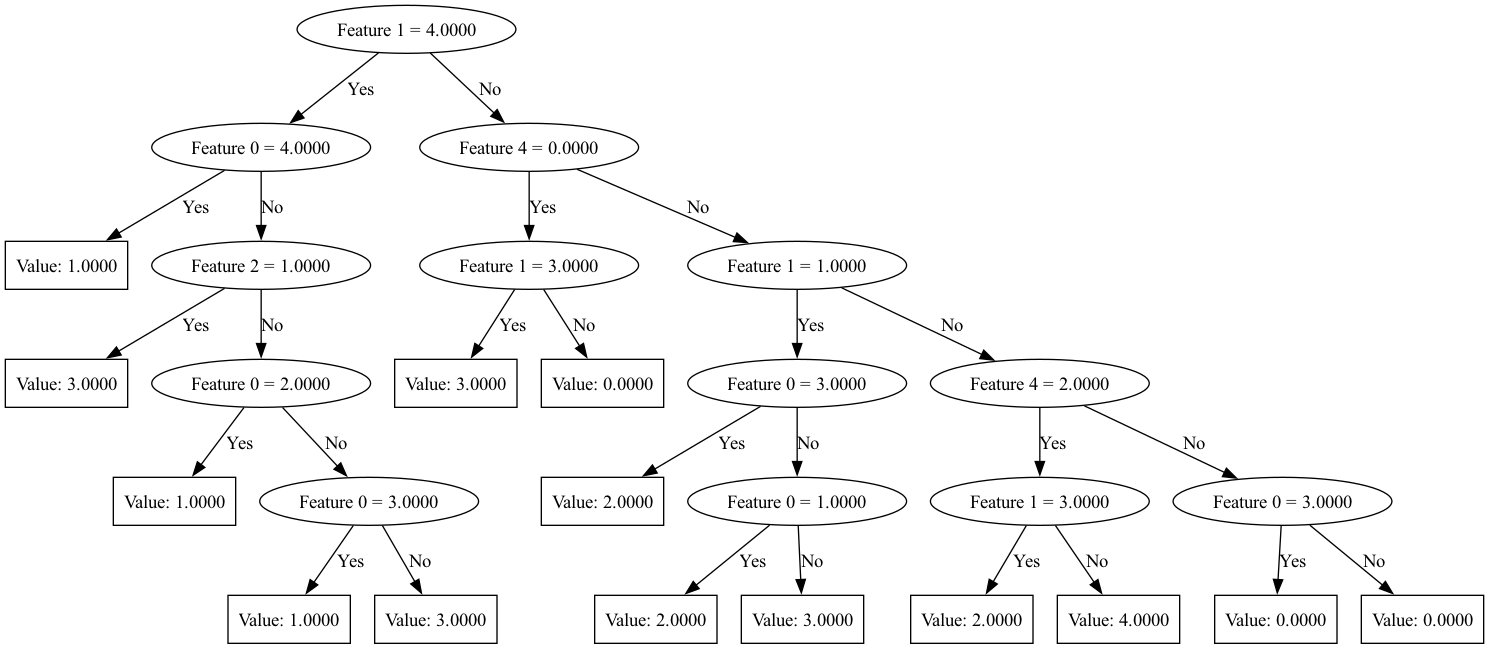 Feature 1 = 4.0000
Yes
No
Feature 0 = 4.0000
Feature 4 = 0.0000
Yes
No
Yes
No
Value: 1.0000
Feature 2 = 1.0000
Feature 1 = 3.0000
Feature 1 = 1.0000
Yes
No
Yes
No
Yes
No
Value: 3.0000
Feature 0 = 2.0000
Value: 3.0000
Value: 0.0000
Feature 0 = 3.0000
Feature 4 = 2.0000
Yes
No
Yes
No
Yes
No
Value: 1.0000
Feature 0 = 3.0000
Value: 2.0000
Feature 0 = 1.0000
Feature 1 = 3.0000
Feature 0 = 3.0000
Yes
No
Yes
No
Yes
No
Yes
No
Value: 1.0000
Value: 3.0000
Value: 2.0000
Value: 3.0000
Value: 2.0000
Value: 4.0000
Value: 0.0000
Value: 0.0000